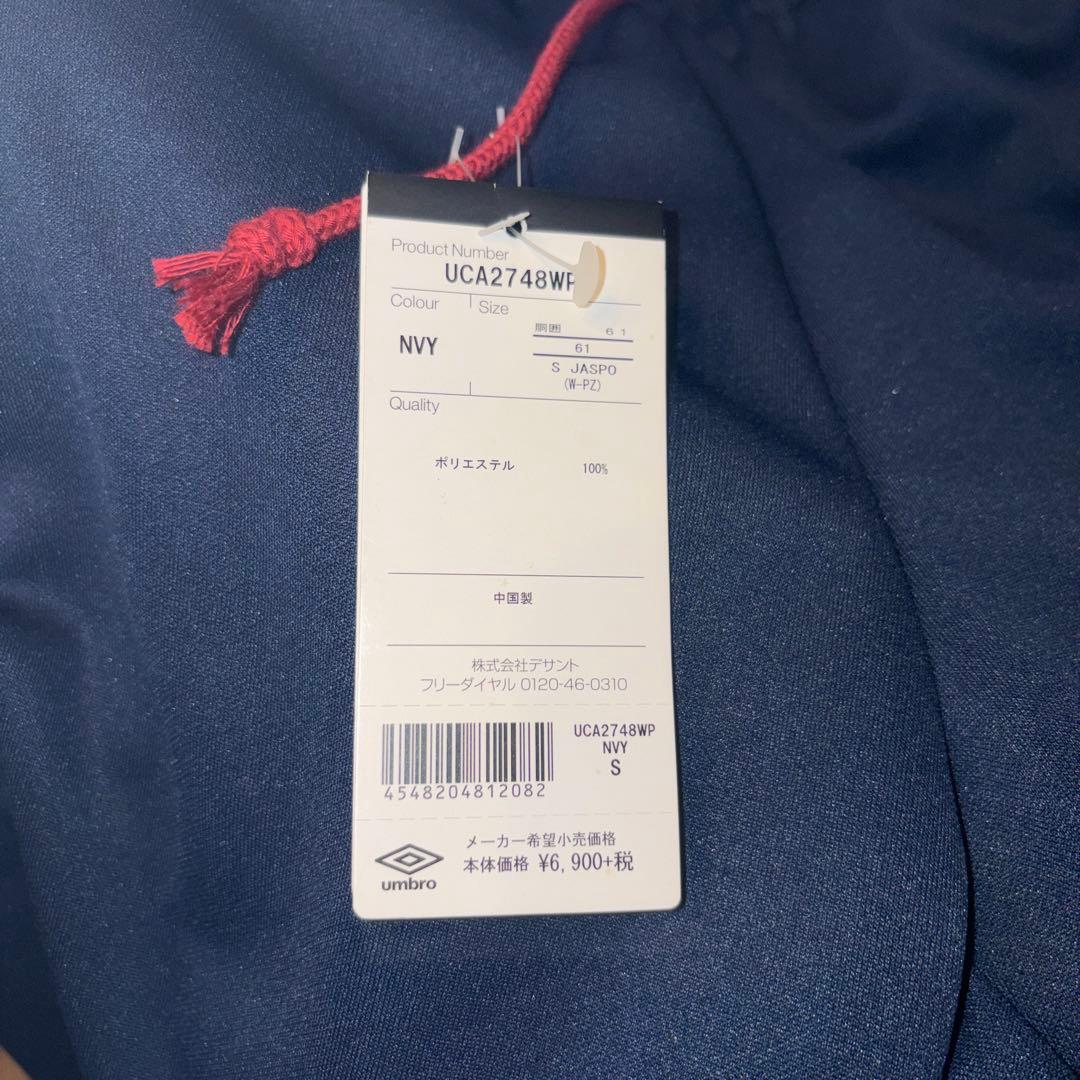 Product Number
UCA2748WP
Colour
Size
NVY
胴囲 61
61
S JASPO
(W-PZ)
Quality
ポリエステル 100%
中国製
株式会社デサント
フリーダイヤル 0120-46-0310
UCA2748WP
NVY
S
4548204812082
メーカー希望小売価格
本体価格 ¥6,900+税
umbro